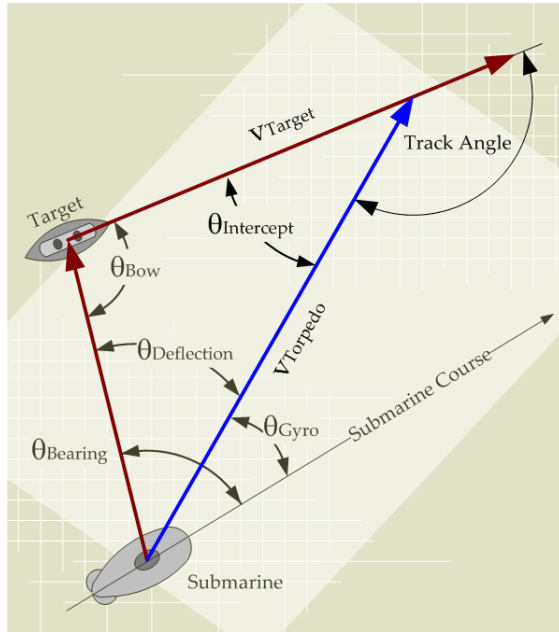 vTarget
Track Angle
Target
θIntercept
θBow
θDeflection
vTorpedo
Submarine Course
θGyro
θBearing
Submarine